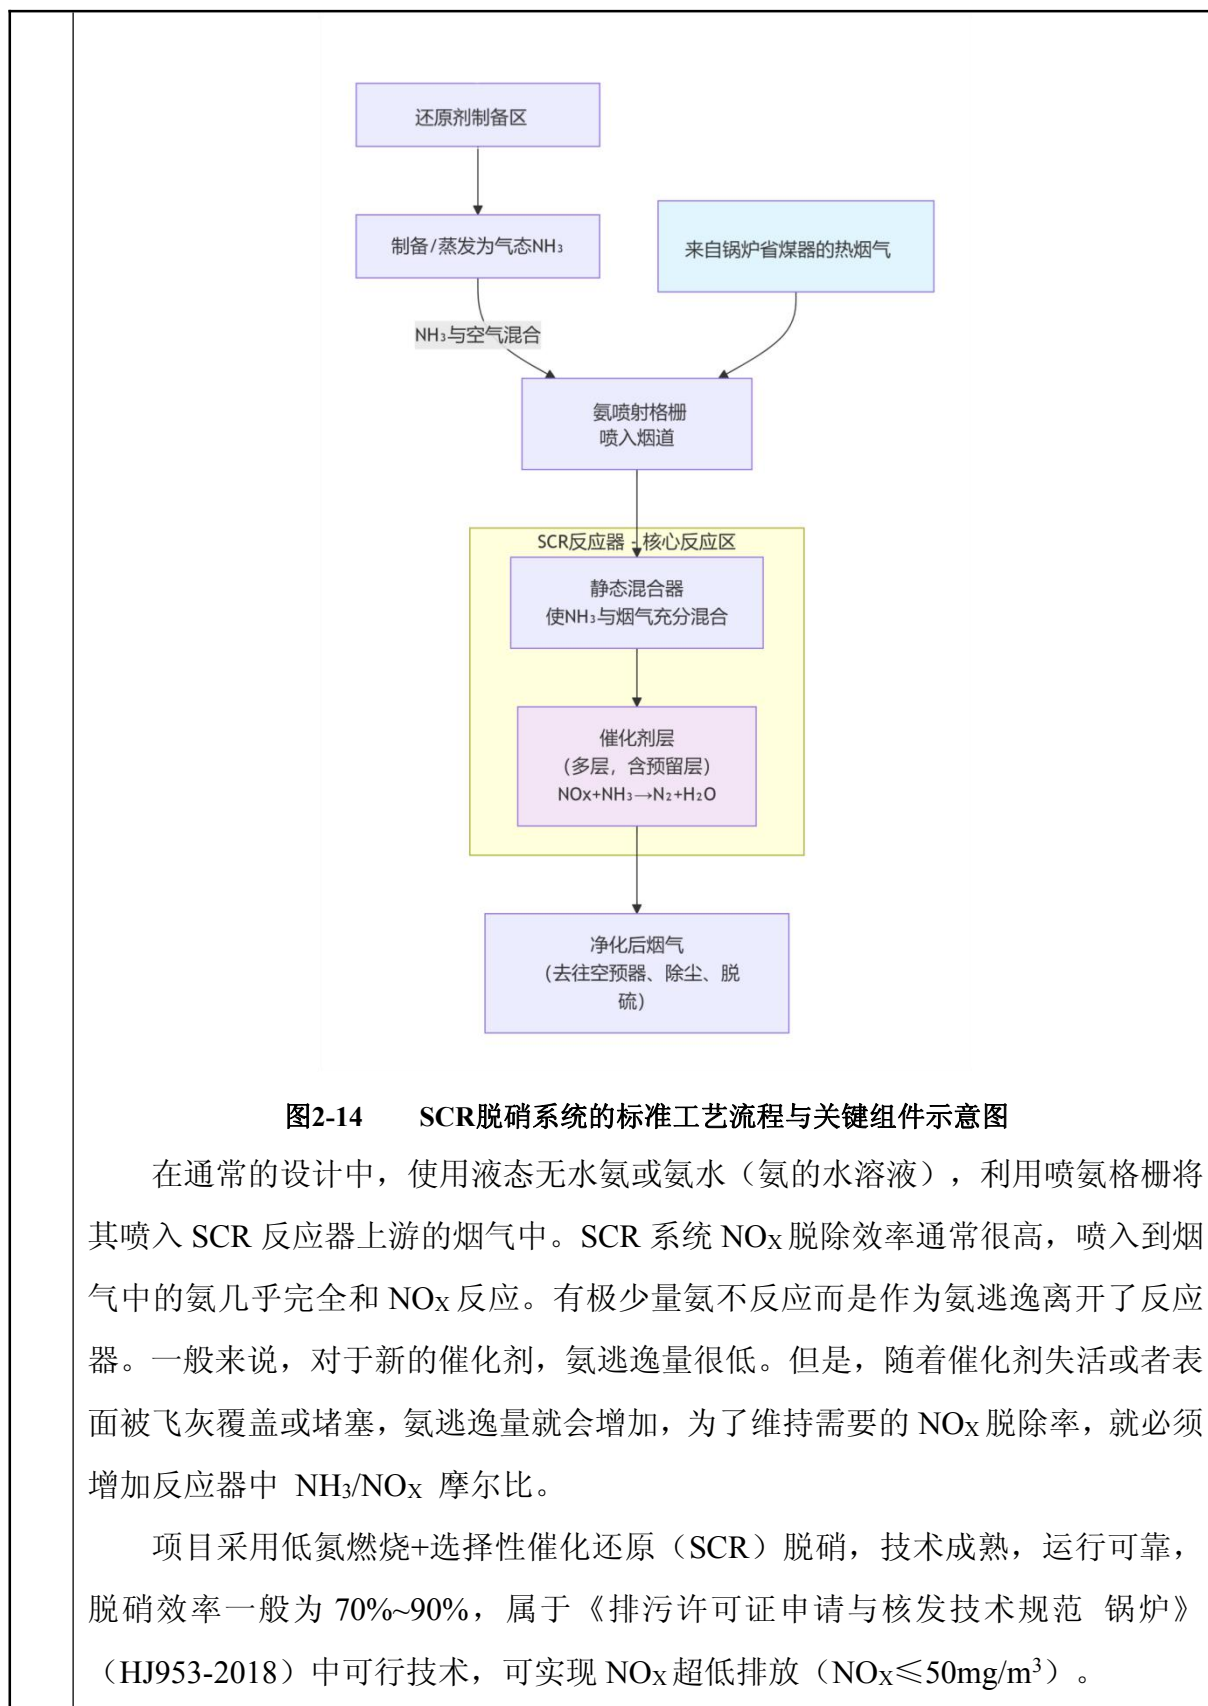 还原剂制备区
制备/蒸发为气态NH₃
来自锅炉省煤器的热烟气
NH₃与空气混合
氨喷射格栅
喷入烟道
SCR反应器 - 核心反应区
静态混合器
使NH₃与烟气充分混合
催化剂层
（多层，含预留层）
NOx+NH₃→N₂+H₂O
净化后烟气
（去往空预器、除尘、脱
硫）
图2-14 SCR脱硝系统的标准工艺流程与关键组件示意图
在通常的设计中，使用液态无水氨或氨水（氨的水溶液），利用喷氨格栅将
其喷入 SCR 反应器上游的烟气中。SCR 系统 NOX 脱除效率通常很高，喷入到烟
气中的氨几乎完全和 NOX 反应。有极少量氨不反应而是作为氨逃逸离开了反应
器。一般来说，对于新的催化剂，氨逃逸量很低。但是，随着催化剂失活或者表
面被飞灰覆盖或堵塞，氨逃逸量就会增加，为了维持需要的 NOX 脱除率，就必须
增加反应器中 NH₃/NOX 摩尔比。
项目采用低氮燃烧+选择性催化还原（SCR）脱硝，技术成熟，运行可靠，
脱硝效率一般为 70%~90%，属于《排污许可证申请与核发技术规范 锅炉》
（HJ953-2018）中可行技术，可实现 NOX 超低排放（NOX≤50mg/m³）。